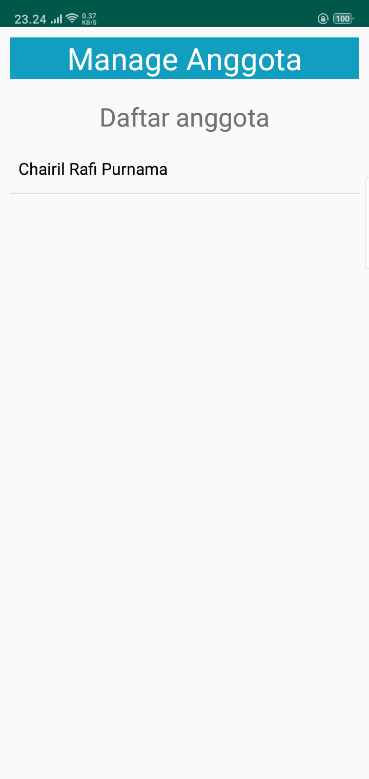 23.24 0.37 KB/S 100
Manage Anggota
Daftar anggota
Chairil Rafi Purnama